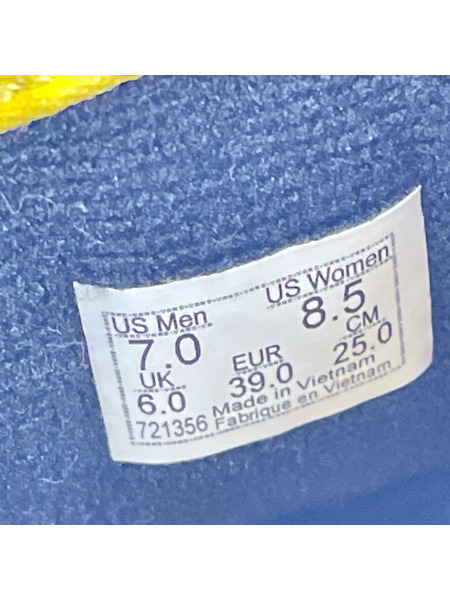 US Men US Women
7.0 8.5
UK EUR CM
6.0 39.0 25.0
Made in Vietnam
721356 Fabrique en Vietnam